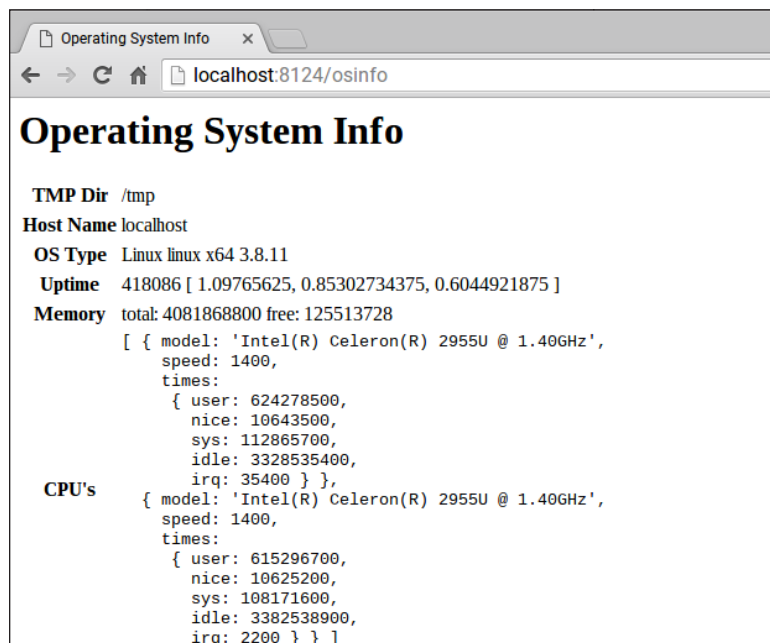 Operating System Info
localhost:8124/osinfo
Operating System Info
TMP Dir /tmp
Host Name localhost
OS Type Linux linux x64 3.8.11
Uptime 418086 [ 1.09765625, 0.85302734375, 0.6044921875 ]
Memory total: 4081868800 free: 125513728
CPU's
[ { model: 'Intel(R) Celeron(R) 2955U @ 1.40GHz',
speed: 1400,
times:
{ user: 624278500,
nice: 10643500,
sys: 112865700,
idle: 3328535400,
irq: 35400 } },
{ model: 'Intel(R) Celeron(R) 2955U @ 1.40GHz',
speed: 1400,
times:
{ user: 615296700,
nice: 10625200,
sys: 108171600,
idle: 3382538900,
irq: 2200 } } ]